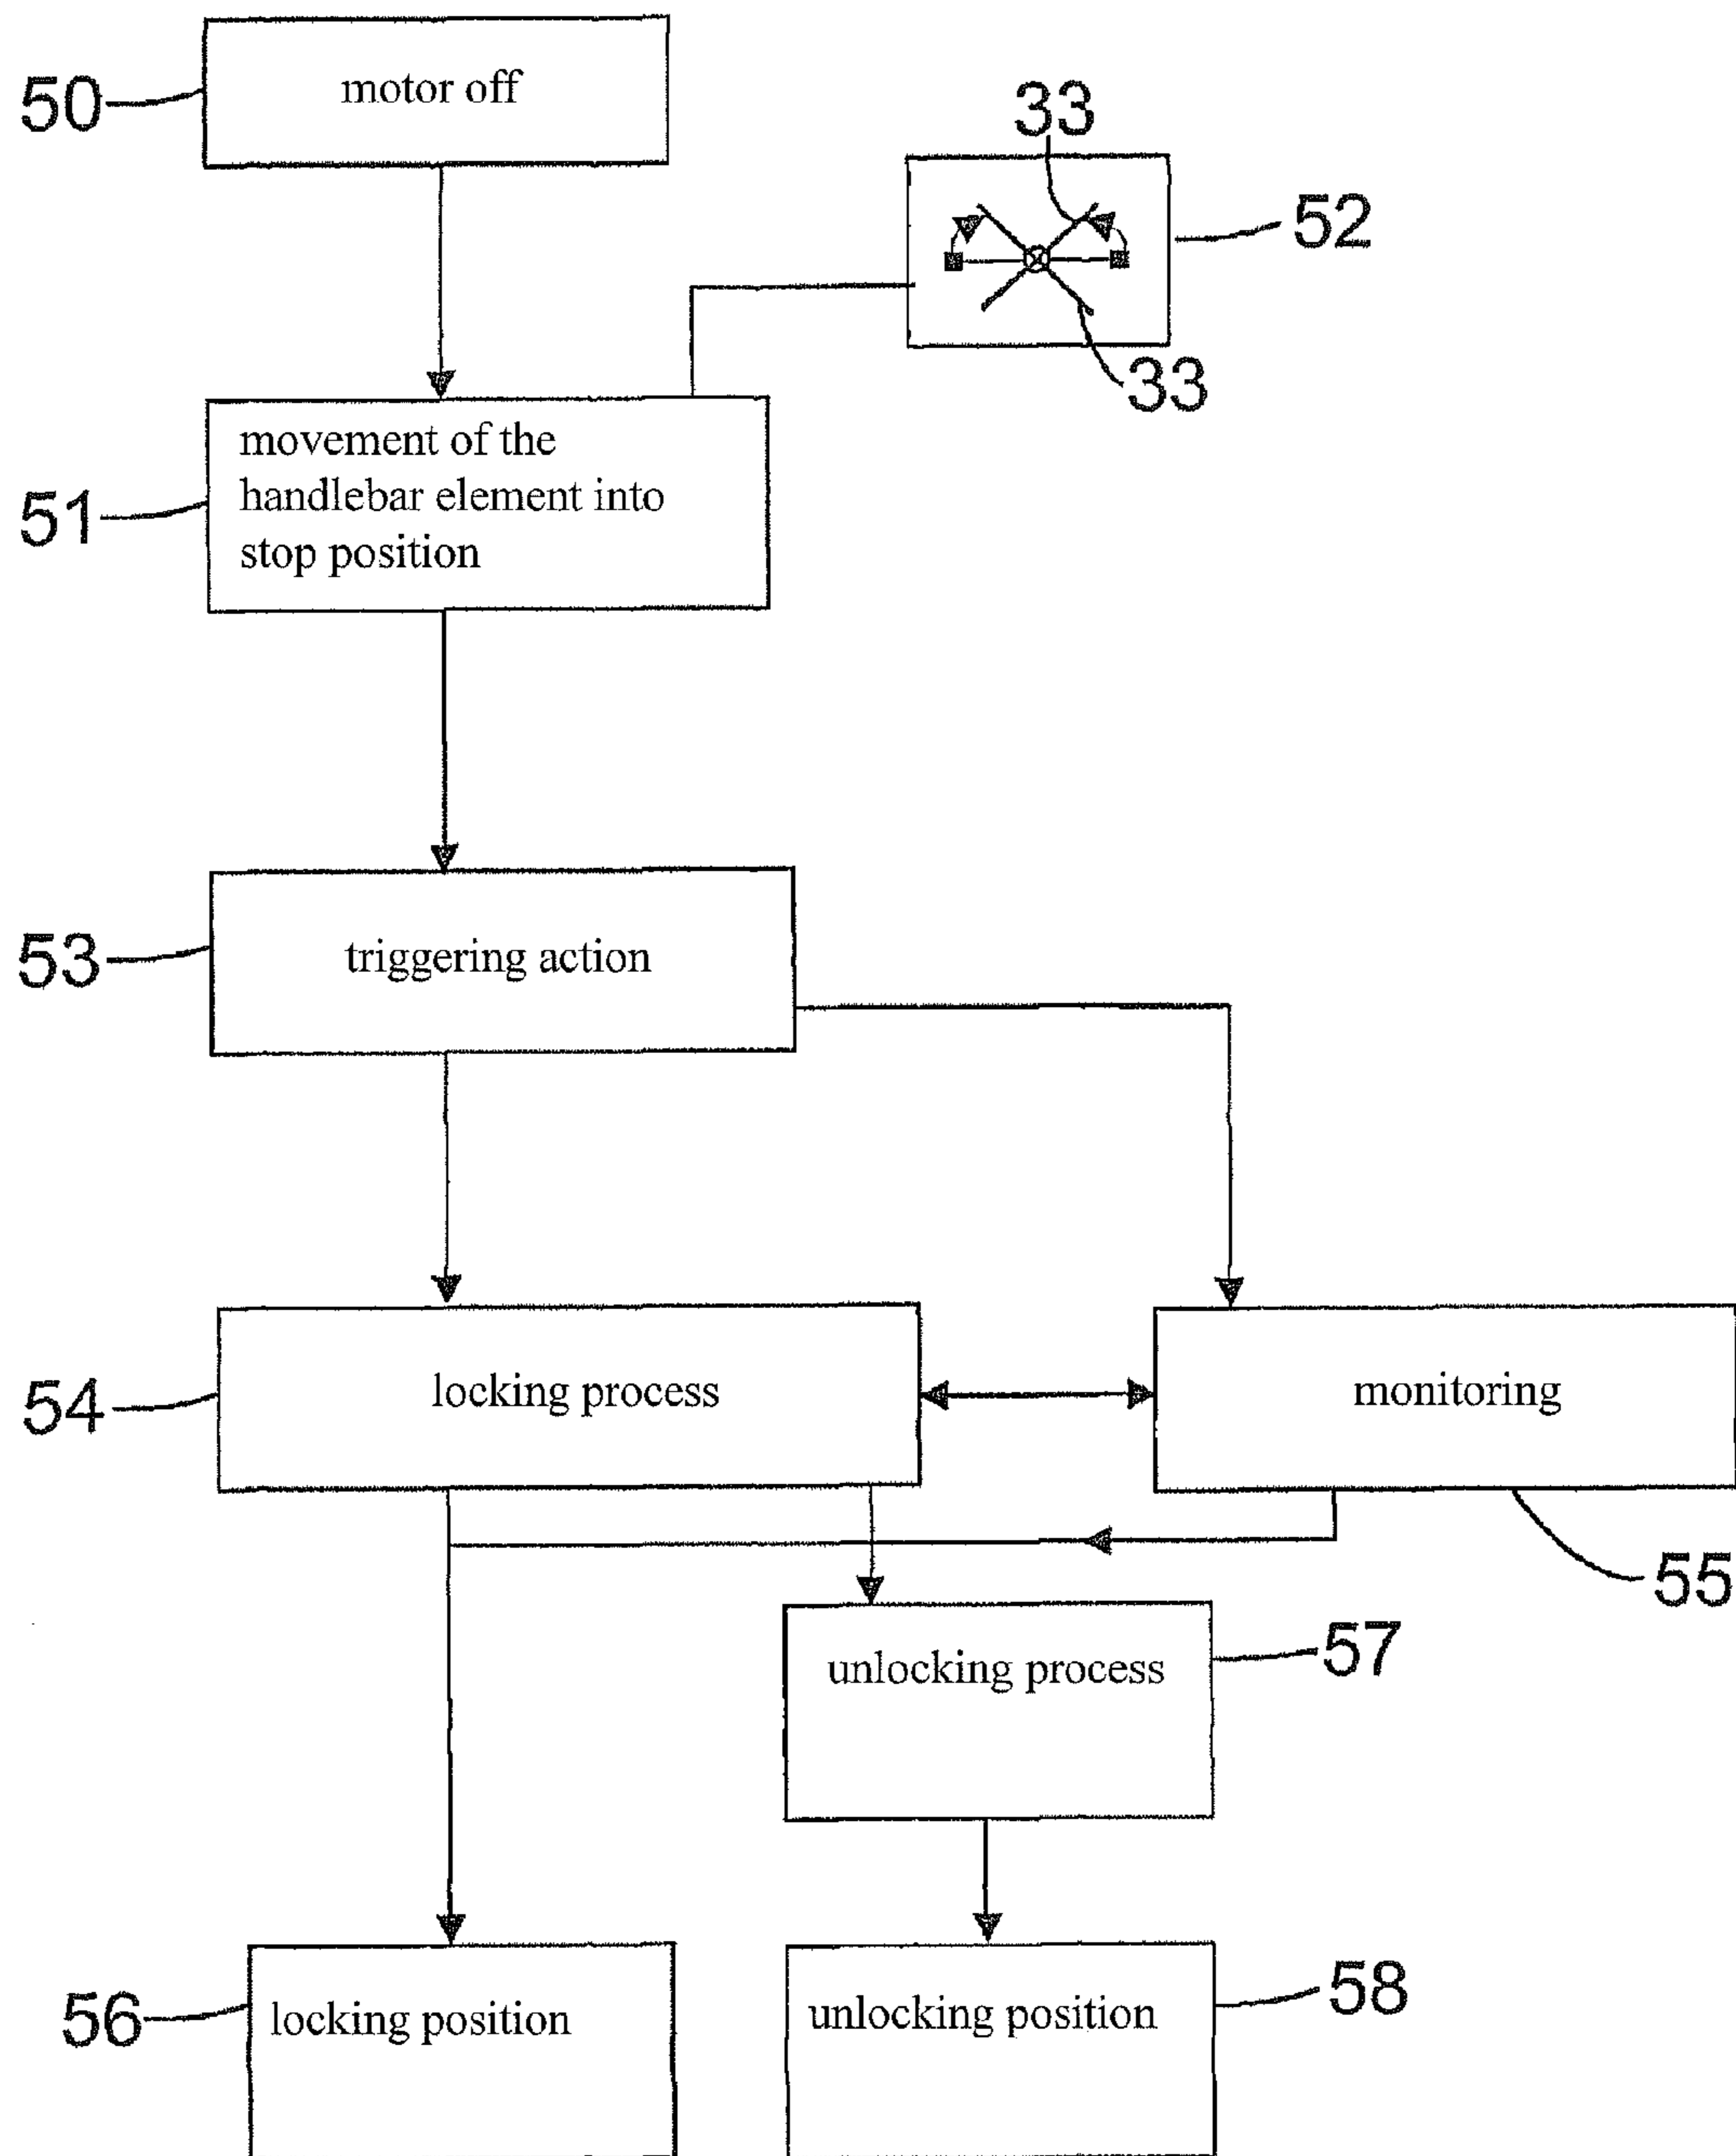 50
motor off
33
52
33
51
movement of the
handlebar element into
stop position
53
triggering action
54
locking process
monitoring
55
unlocking process
57
56
locking position
unlocking position
58